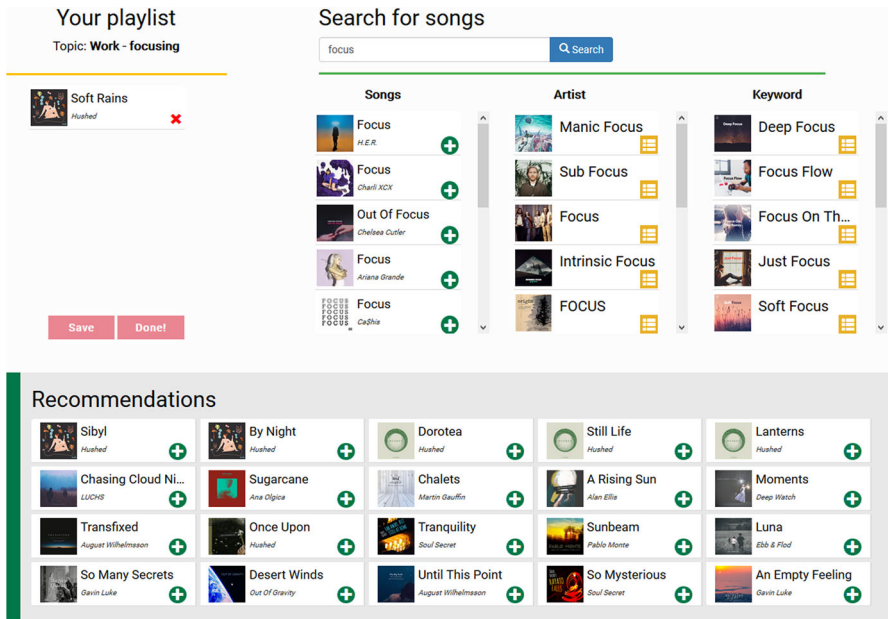 Your playlist
Topic: Work - focusing
Soft Rains
Hushed
Save
Done!
Search for songs
focus
Search
Songs
Focus
H.E.R.
Focus
Charli XCX
Out Of Focus
Chelsea Cutler
Focus
Ariana Grande
FOCUS
FOCUS
FOCUS
FOCUS
Focus
Ca$his
Artist
Manic Focus
Sub Focus
Focus
Intrinsic Focus
FOCUS
Keyword
Deep Focus
Focus Flow
Focus On Th...
Just Focus
Soft Focus
Recommendations
Sibyl
Hushed
By Night
Hushed
Dorotea
Hushed
Still Life
Hushed
Lanterns
Hushed
Chasing Cloud Ni...
LUCHS
Sugarcane
Ana Olgica
Chalets
Martin Gauffin
A Rising Sun
Alan Ellis
Moments
Deep Watch
Transfixed
August Wilhelmsson
Once Upon
Hushed
Tranquility
Soul Secret
Sunbeam
Pablo Monte
Luna
Ebb & Flod
So Many Secrets
Gavin Luke
Desert Winds
Out Of Gravity
Until This Point
August Wilhelmsson
So Mysterious
Soul Secret
An Empty Feeling
Gavin Luke